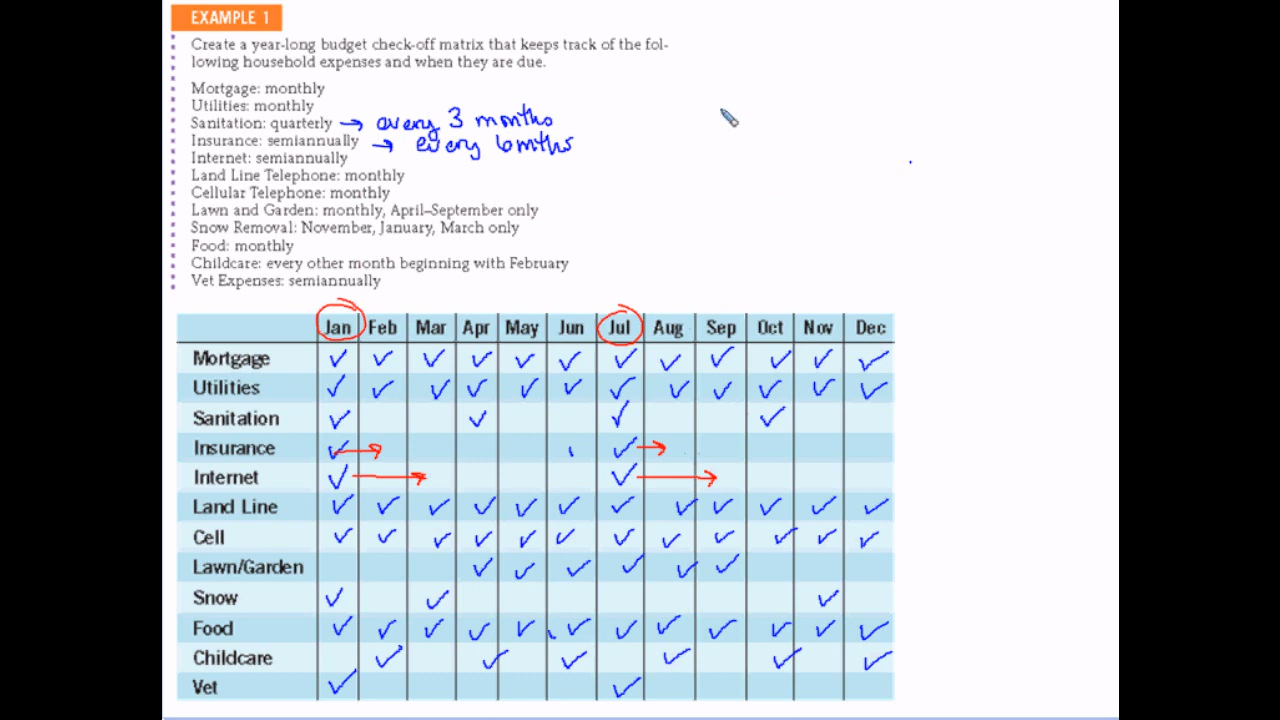 EXAMPLE 1
Create a year-long budget check-off matrix that keeps track of the fol-
lowing household expenses and when they are due.
Mortgage: monthly
Utilities: monthly
Sanitation: quarterly → every 3 months
Insurance: semiannually → every 6 mths
Internet: semiannually
Land Line Telephone: monthly
Cellular Telephone: monthly
Lawn and Garden: monthly, April–September only
Snow Removal: November, January, March only
Food: monthly
Childcare: every other month beginning with February
Vet Expenses: semiannually
Jan Feb Mar Apr May Jun Jul Aug Sep Oct Nov Dec
Mortgage ✓ ✓ ✓ ✓ ✓ ✓ ✓ ✓ ✓ ✓ ✓ ✓
Utilities ✓ ✓ ✓ ✓ ✓ ✓ ✓ ✓ ✓ ✓ ✓ ✓
Sanitation ✓ ✓ ✓ ✓
Insurance ✓ → ✓ →
Internet ✓ → ✓ →
Land Line ✓ ✓ ✓ ✓ ✓ ✓ ✓ ✓ ✓ ✓ ✓ ✓
Cell ✓ ✓ ✓ ✓ ✓ ✓ ✓ ✓ ✓ ✓ ✓ ✓
Lawn/Garden ✓ ✓ ✓ ✓ ✓ ✓
Snow ✓ ✓ ✓
Food ✓ ✓ ✓ ✓ ✓ ✓ ✓ ✓ ✓ ✓ ✓ ✓
Childcare ✓ ✓ ✓ ✓ ✓ ✓
Vet ✓ ✓